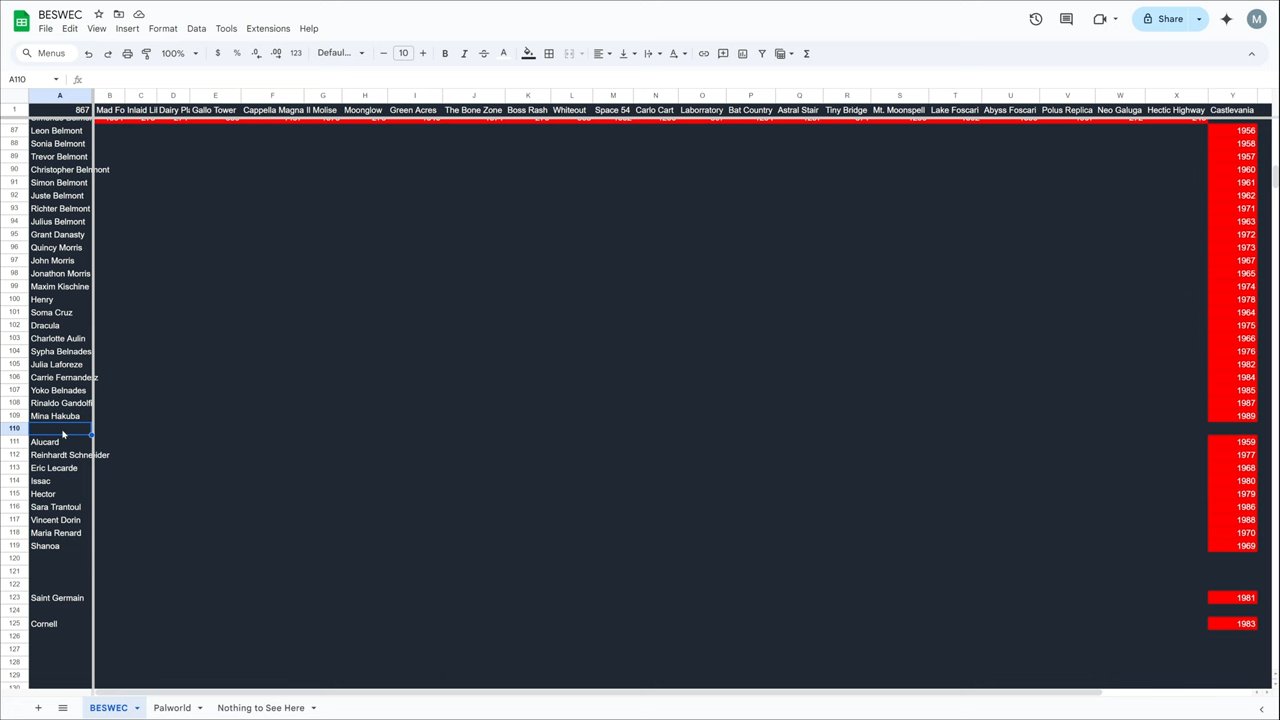 BESWEC
File Edit View Insert Format Data Tools Extensions Help
Share
M
Menus 100% $ % .0 .00 123 Defaul... 10 B I A
A110 fx
A B C D E F G H I J K L M N O P Q R S T U V W X Y
1 867 Mad Fo Inlaid Lil Dairy Pla Gallo Tower Cappella Magna Il Molise Moonglow Green Acres The Bone Zone Boss Rash Whiteout Space 54 Carlo Cart Laborratory Bat Country Astral Stair Tiny Bridge Mt. Moonspell Lake Foscari Abyss Foscari Polus Replica Neo Galuga Hectic Highway Castlevania
87 Leon Belmont 1956
88 Sonia Belmont 1958
89 Trevor Belmont 1957
90 Christopher Belmont 1960
91 Simon Belmont 1961
92 Juste Belmont 1962
93 Richter Belmont 1971
94 Julius Belmont 1963
95 Grant Danasty 1972
96 Quincy Morris 1973
97 John Morris 1967
98 Jonathon Morris 1965
99 Maxim Kischine 1974
100 Henry 1978
101 Soma Cruz 1964
102 Dracula 1975
103 Charlotte Aulin 1966
104 Sypha Belnades 1976
105 Julia Laforeze 1982
106 Carrie Fernandez 1984
107 Yoko Belnades 1985
108 Rinaldo Gandolfi 1987
109 Mina Hakuba 1989
110
111 Alucard 1959
112 Reinhardt Schneider 1977
113 Eric Lecarde 1968
114 Issac 1980
115 Hector 1979
116 Sara Trantoul 1986
117 Vincent Dorin 1988
118 Maria Renard 1970
119 Shanoa 1969
120
121
122
123 Saint Germain 1981
124
125 Cornell 1983
126
127
128
129
130
BESWEC Palworld Nothing to See Here